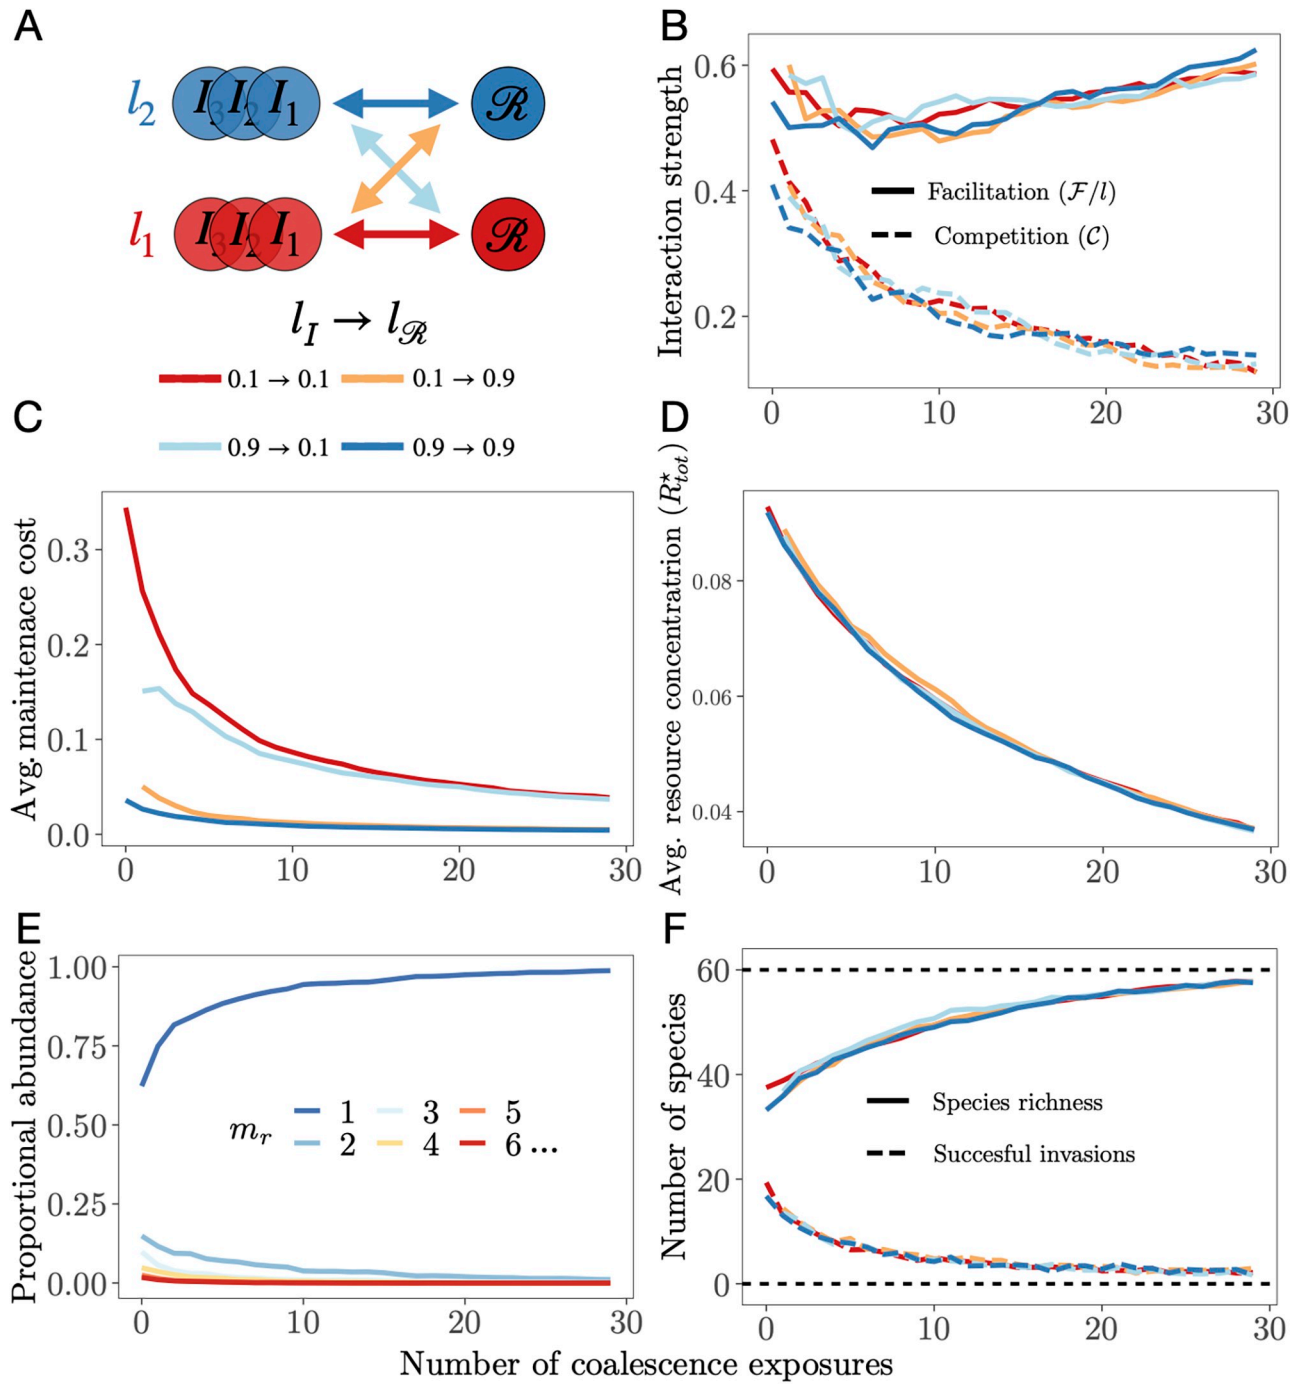 A
l2 I3 I2 I1 ℛ
l1 I3 I2 I1 ℛ
lI → lℛ
0.1 → 0.1 0.1 → 0.9
0.9 → 0.1 0.9 → 0.9
B
Interaction strength
0.6
0.4
0.2
Facilitation (ℱ/l)
Competition (𝒞)
0 10 20 30
C
Avg. maintenace cost
0.3
0.2
0.1
0.0
0 10 20 30
D
Avg. resource concentratrion (R⋆tot)
0.08
0.06
0.04
0 10 20 30
E
Proportional abundance
1.00
0.75
0.50
0.25
0.00
mr
1 3 5
2 4 6 ...
0 10 20 30
F
Number of species
60
40
20
0
Species richness
Succesful invasions
0 10 20 30
Number of coalescence exposures